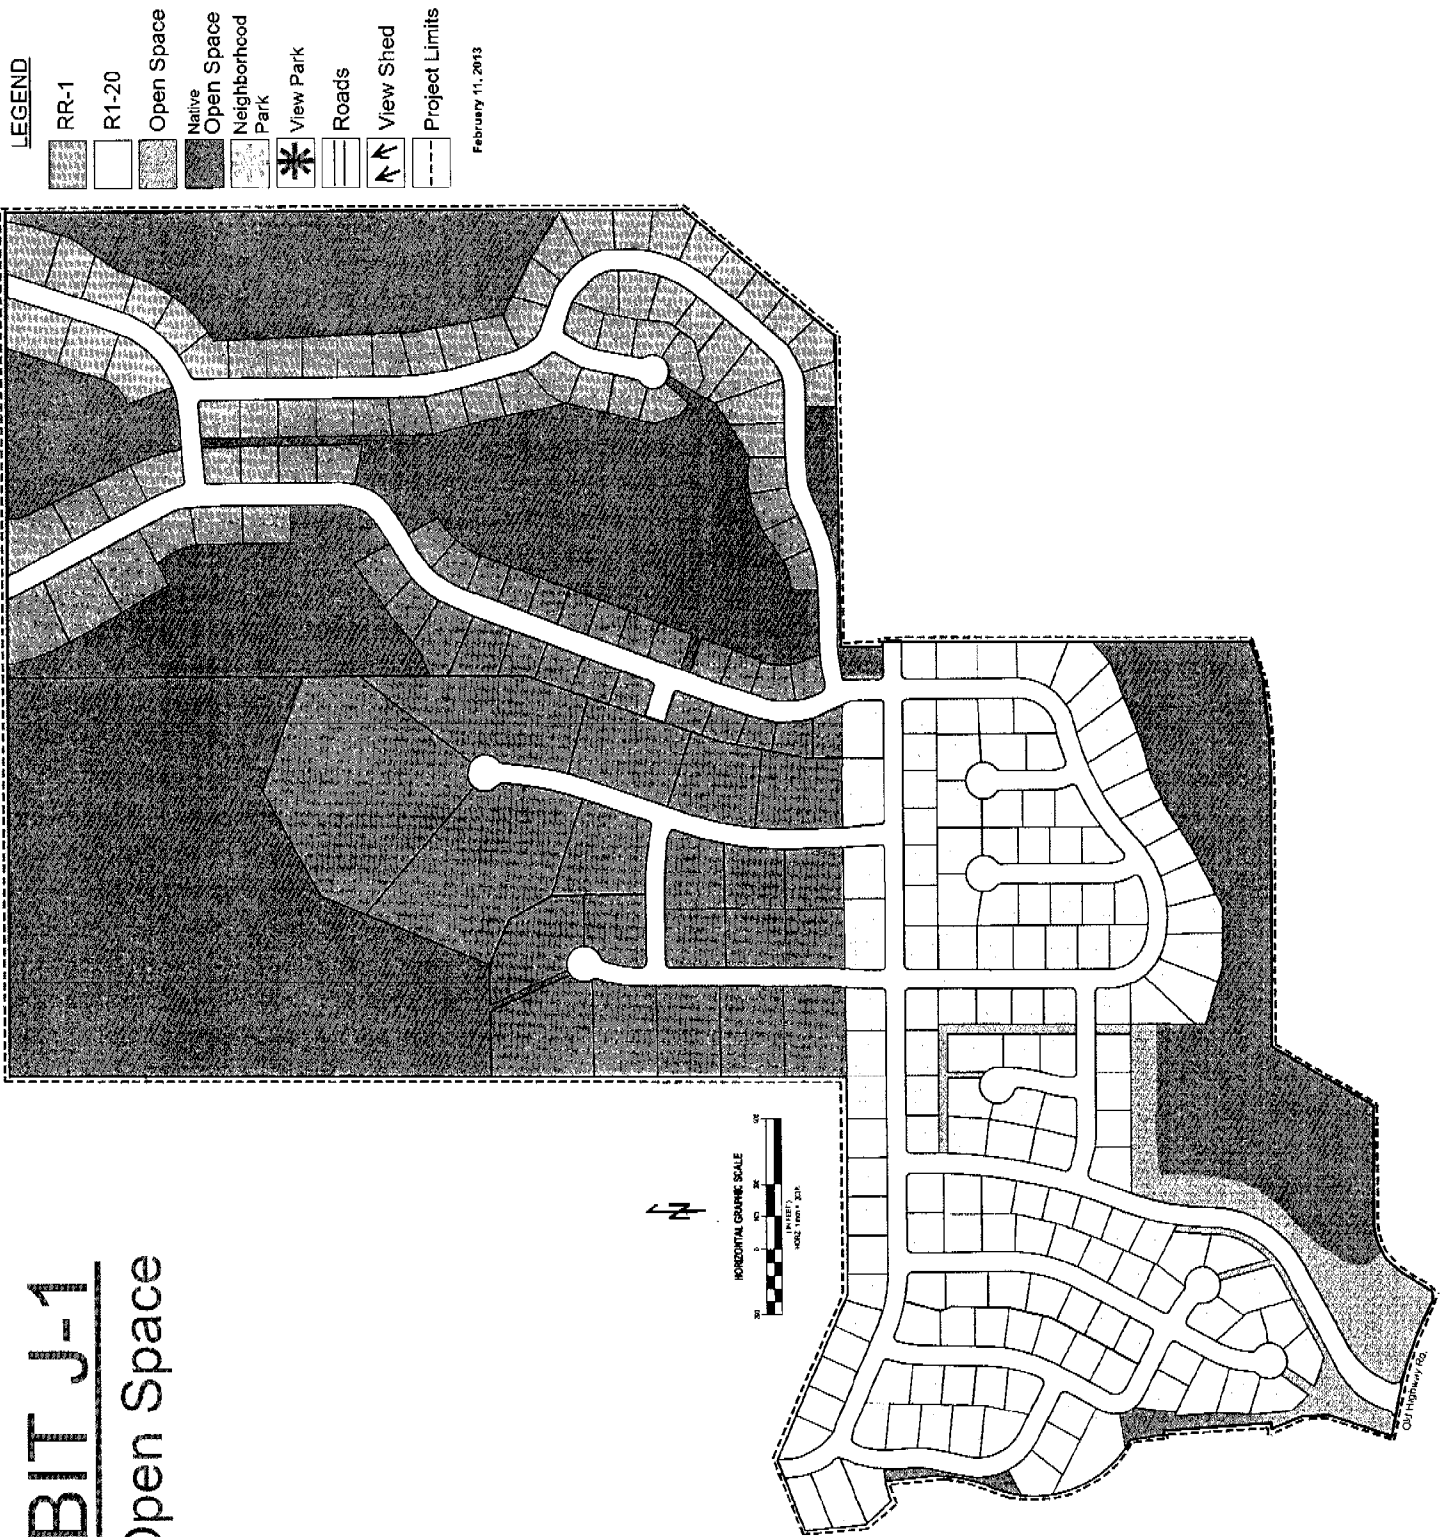 BIT J-1
Open Space
LEGEND
RR-1
R1-20
Open Space
Native
Open Space
Neighborhood
Park
View Park
Roads
View Shed
Project Limits
February 11, 2013
N
HORIZONTAL GRAPHIC SCALE
Old Highway Rd.